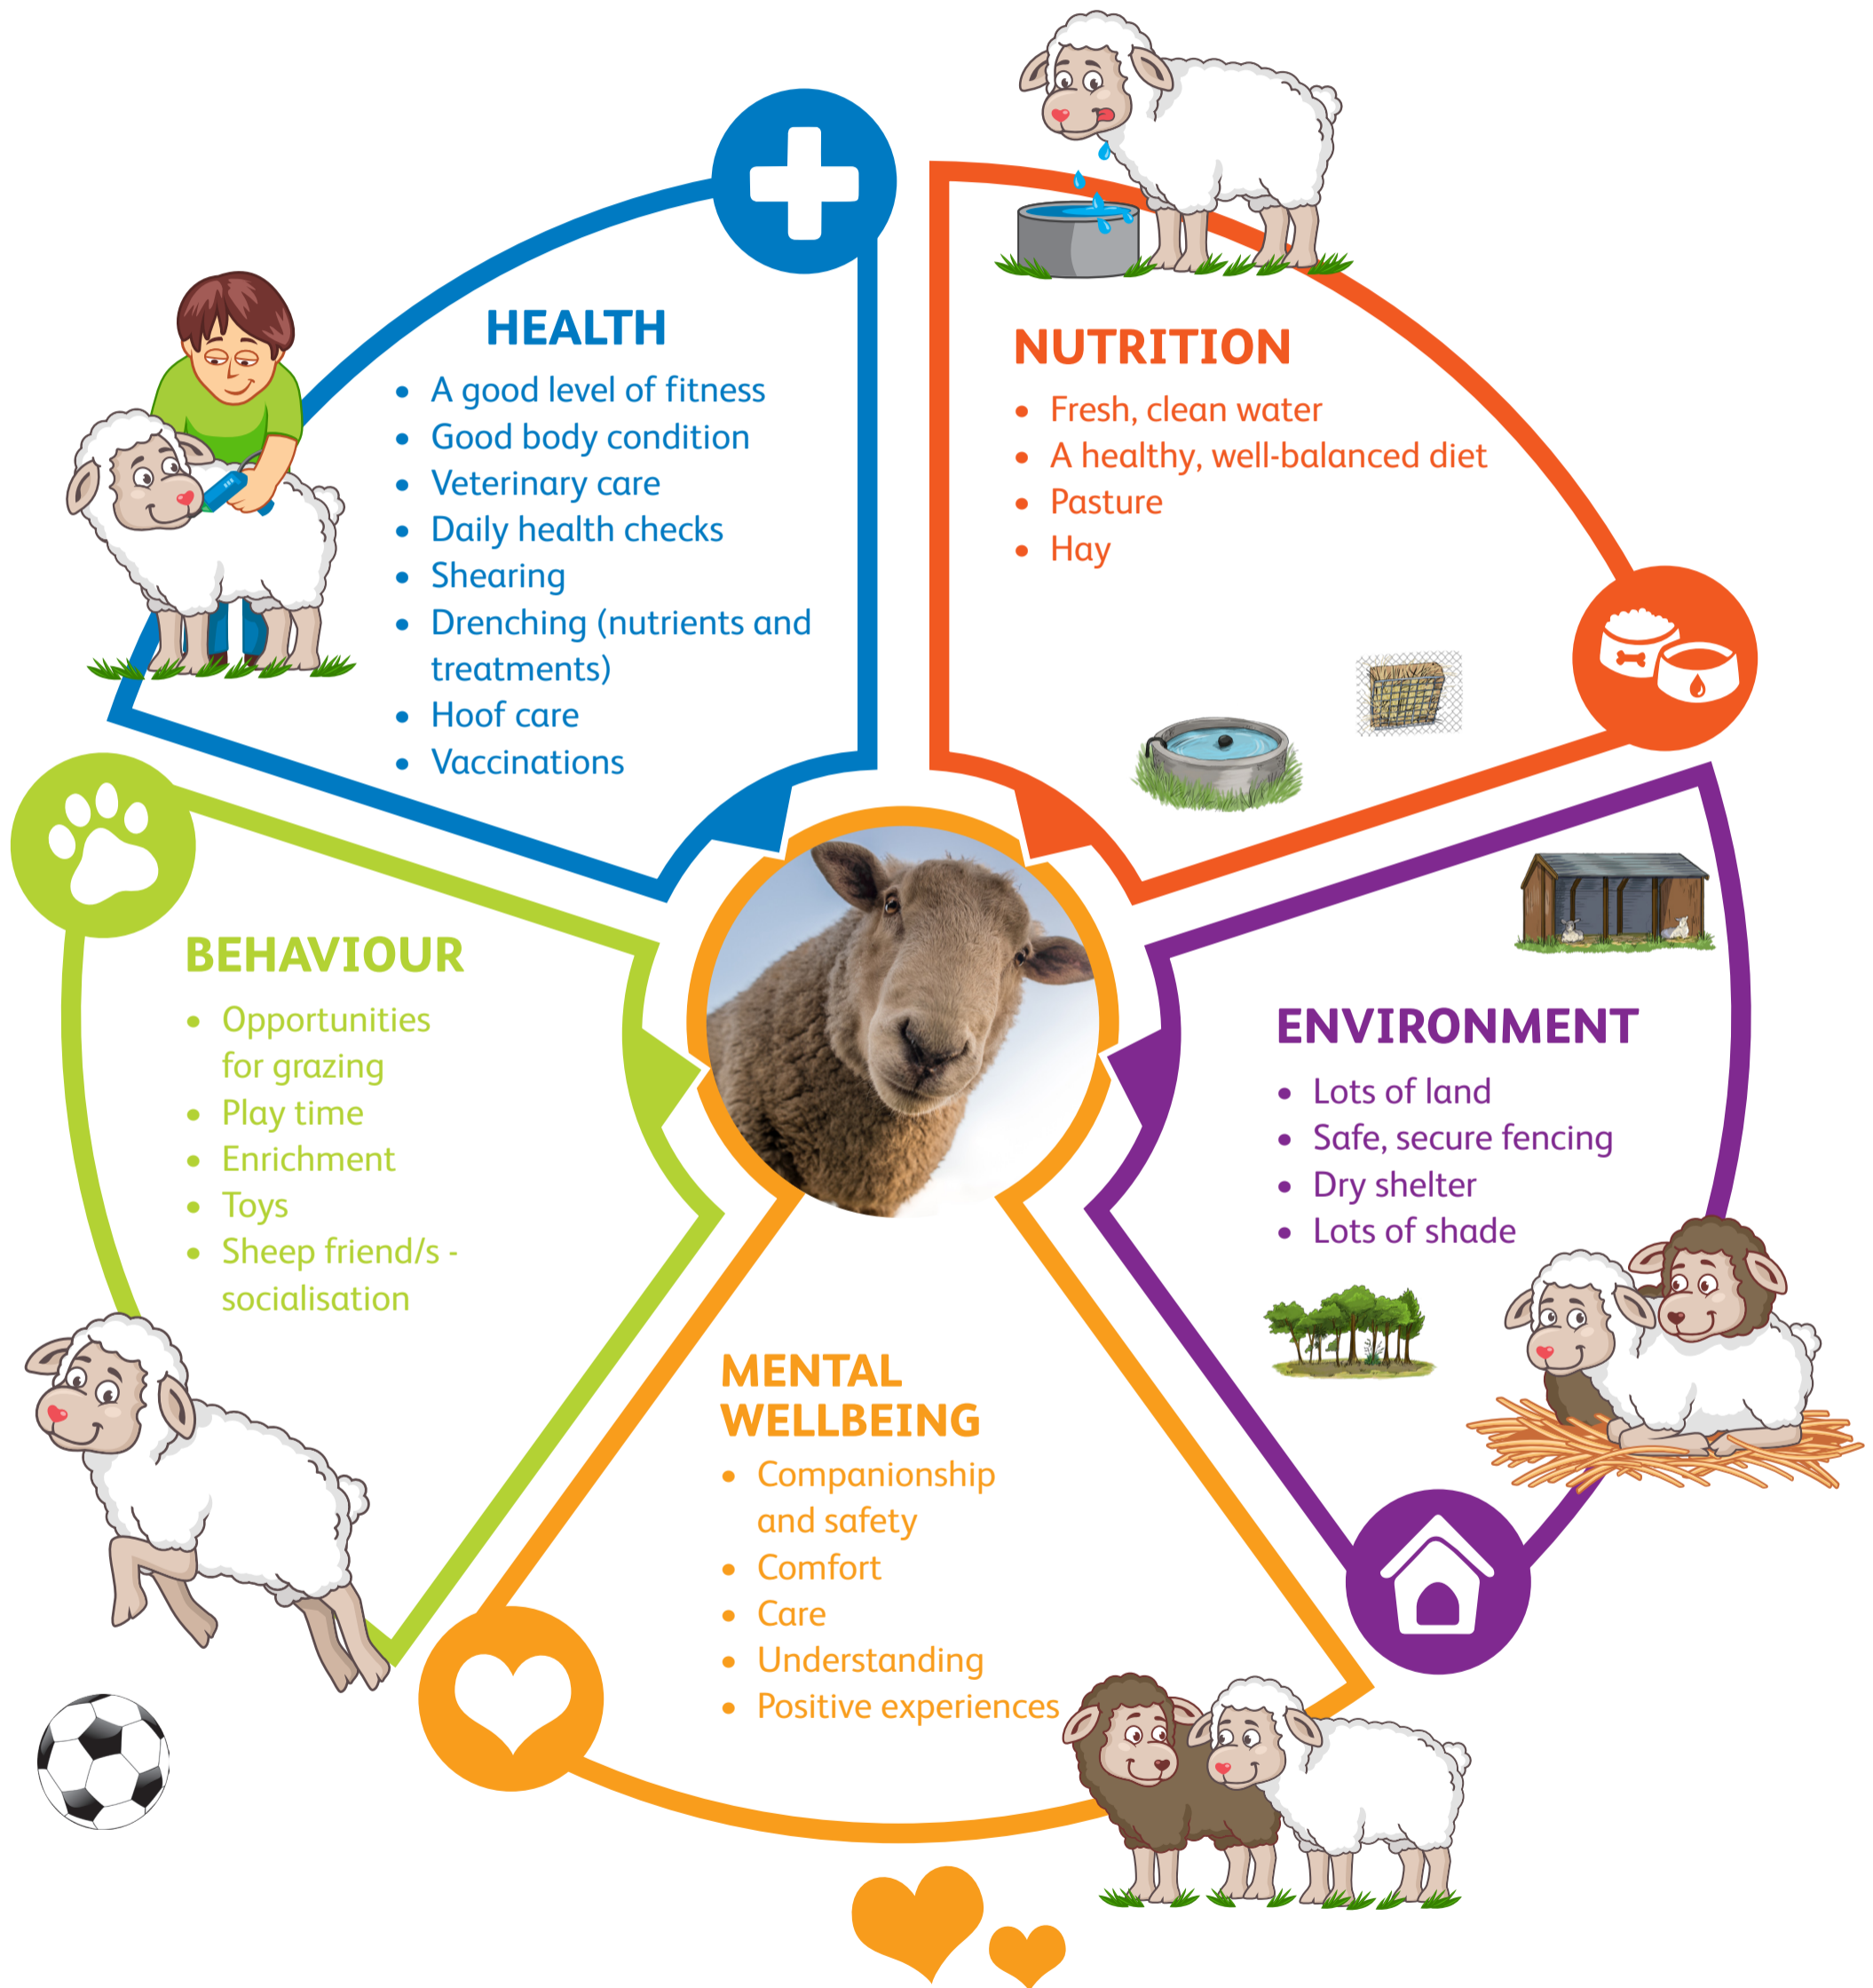 HEALTH
• A good level of fitness
• Good body condition
• Veterinary care
• Daily health checks
• Shearing
• Drenching (nutrients and
treatments)
• Hoof care
• Vaccinations
NUTRITION
• Fresh, clean water
• A healthy, well-balanced diet
• Pasture
• Hay
BEHAVIOUR
• Opportunities
for grazing
• Play time
• Enrichment
• Toys
• Sheep friend/s -
socialisation
ENVIRONMENT
• Lots of land
• Safe, secure fencing
• Dry shelter
• Lots of shade
MENTAL
WELLBEING
• Companionship
and safety
• Comfort
• Care
• Understanding
• Positive experiences